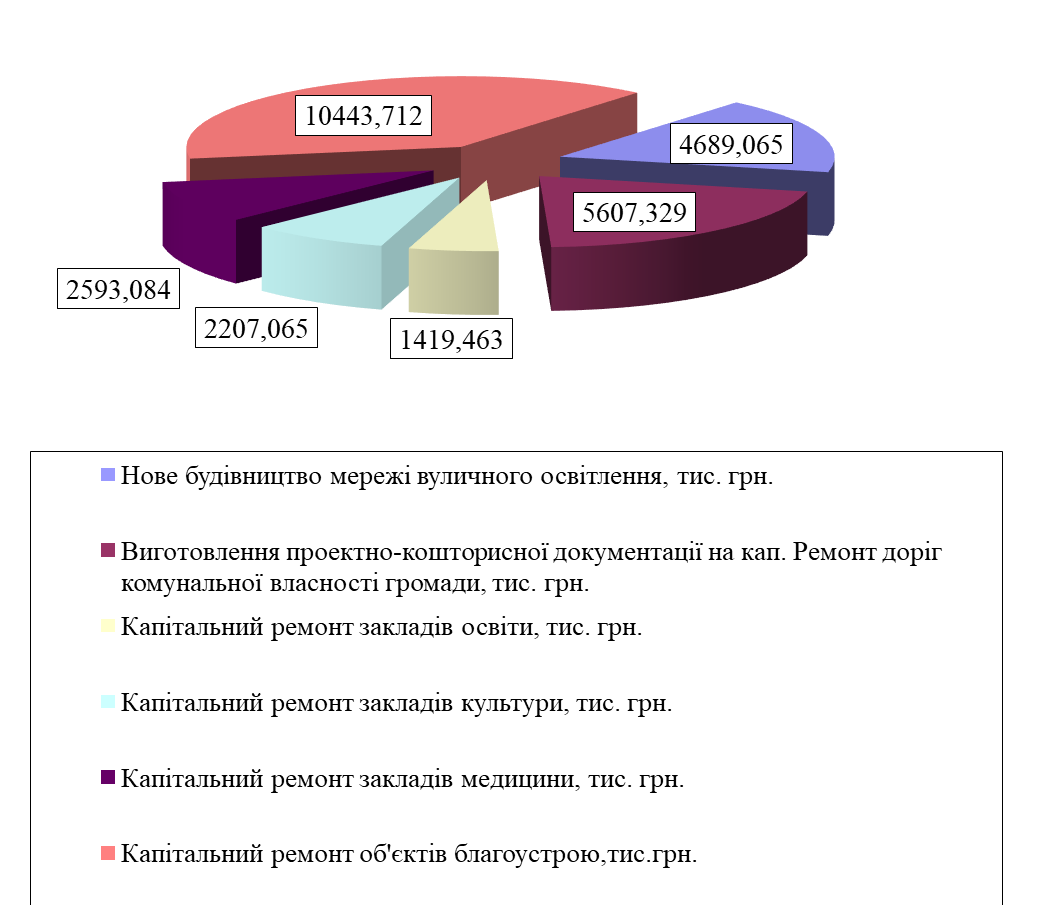 10443,712
4689,065
5607,329
2593,084
2207,065
1419,463
Нове будівництво мережі вуличного освітлення, тис. грн.
Виготовлення проектно-кошторисної документації на кап. Ремонт доріг
комунальної власності громади, тис. грн.
Капітальний ремонт закладів освіти, тис. грн.
Капітальний ремонт закладів культури, тис. грн.
Капітальний ремонт закладів медицини, тис. грн.
Капітальний ремонт об'єктів благоустрою,тис.грн.